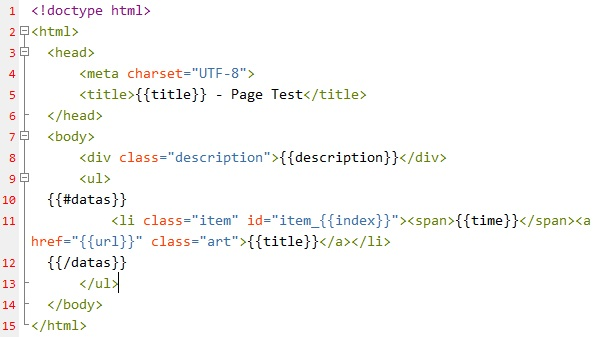 1 <!doctype html>
2 <html>
3 <head>
4 <meta charset="UTF-8">
5 <title>{{title}} - Page Test</title>
6 </head>
7 <body>
8 <div class="description">{{description}}</div>
9 <ul>
10 {{#datas}}
11 <li class="item" id="item_{{index}}"><span>{{time}}</span><a
href="{{url}}" class="art">{{title}}</a></li>
12 {{/datas}}
13 </ul>
14 </body>
15 </html>